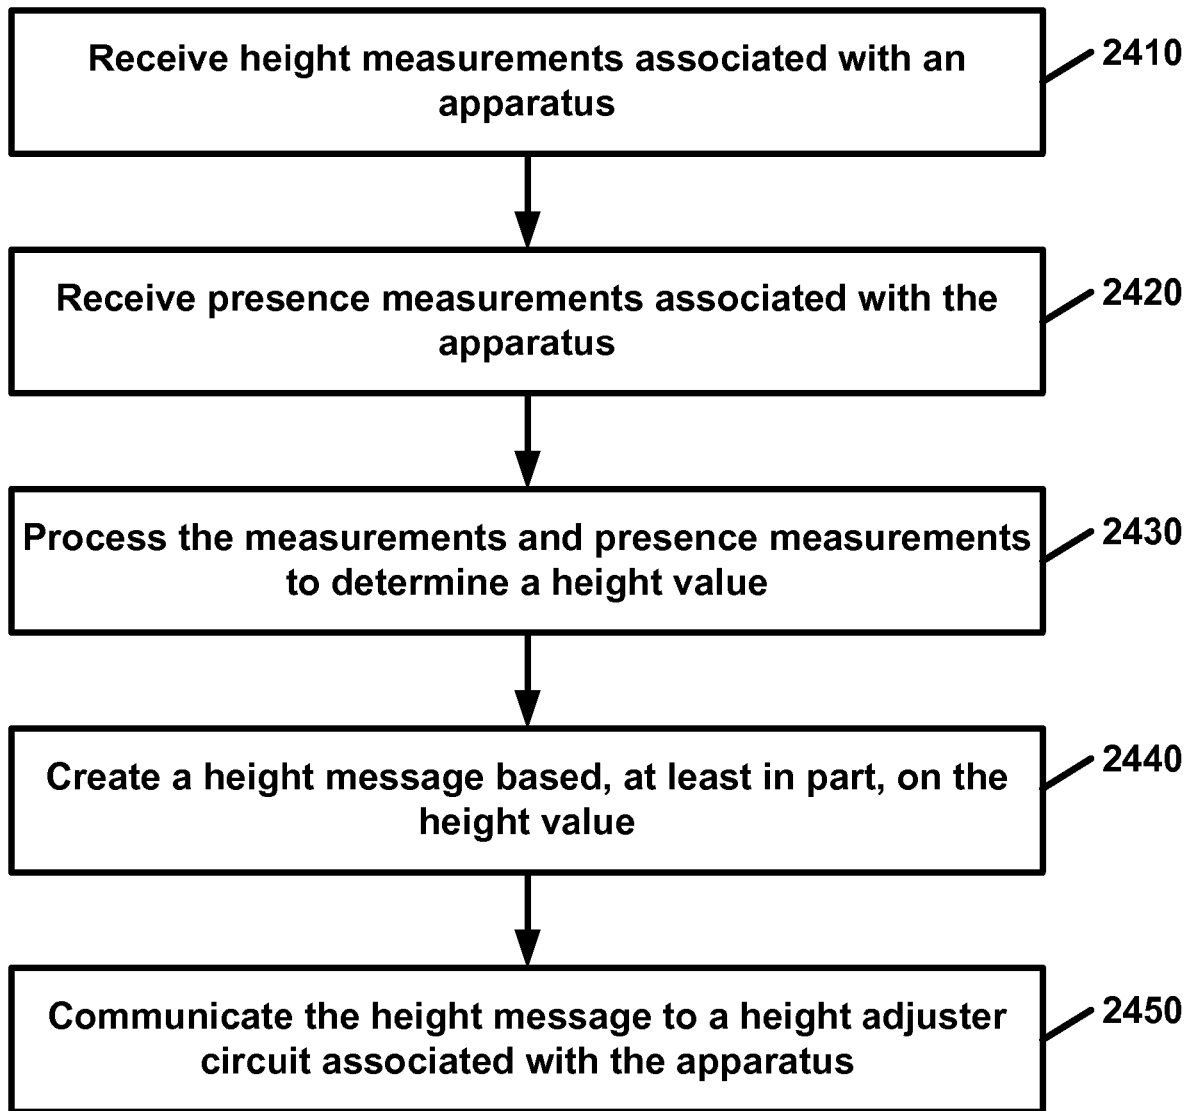 Receive height measurements associated with an
apparatus
2410
Receive presence measurements associated with the
apparatus
2420
Process the measurements and presence measurements
to determine a height value
2430
Create a height message based, at least in part, on the
height value
2440
Communicate the height message to a height adjuster
circuit associated with the apparatus
2450